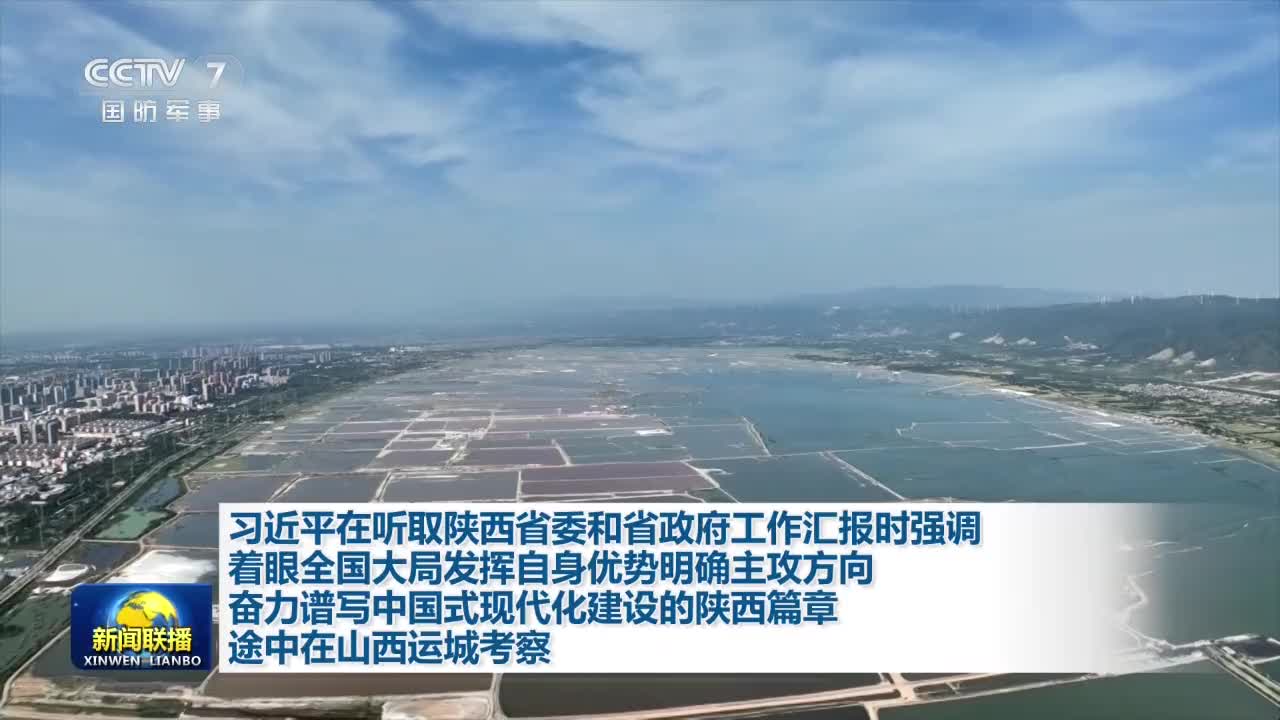 CCTV 7
国防军事
习近平在听取陕西省委和省政府工作汇报时强调
着眼全国大局发挥自身优势明确主攻方向
奋力谱写中国式现代化建设的陕西篇章
途中在山西运城考察
新闻联播
XINWEN LIANBO